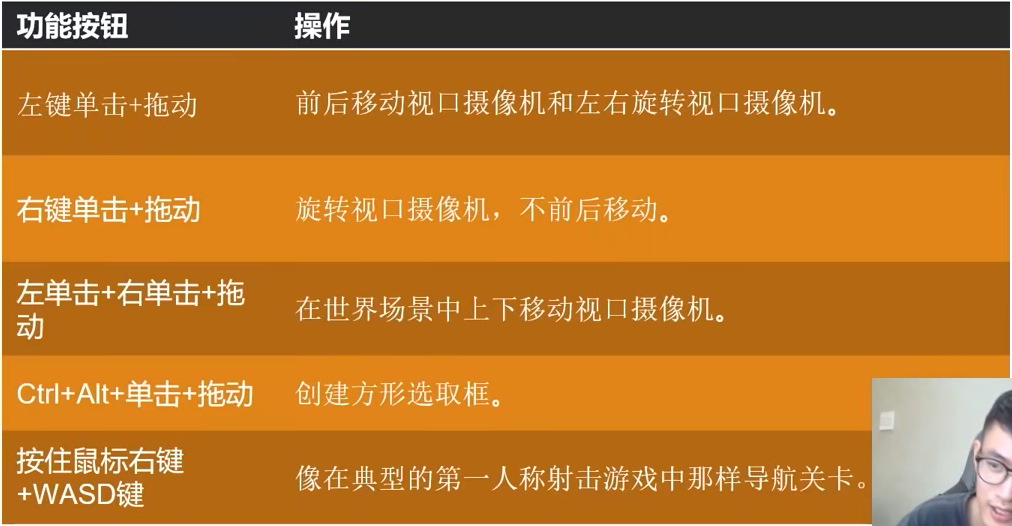 功能按钮 操作
左键单击+拖动 前后移动视口摄像机和左右旋转视口摄像机。
右键单击+拖动 旋转视口摄像机，不前后移动。
左单击+右单击+拖
动
在世界场景中上下移动视口摄像机。
Ctrl+Alt+单击+拖动 创建方形选取框。
按住鼠标右键
+WASD键
像在典型的第一人称射击游戏中那样导航关卡。